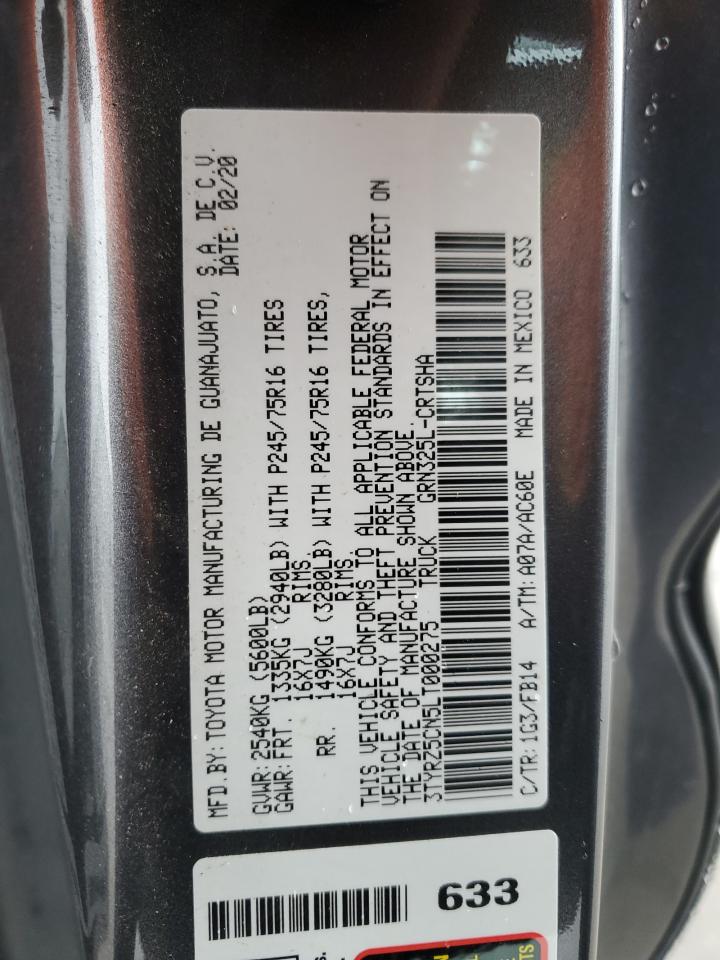 MFD.BY:TOYOTA MOTOR MANUFACTURING DE GUANAJUATO, S.A. DE C.V.
DATE: 02/20
GVWR:2540KG (5600LB)
GAWR:FRT. 1335KG (2940LB) WITH P245/75R16 TIRES
16X7J RIMS.
RR. 1490KG (3280LB) WITH P245/75R16 TIRES,
16X7J RIMS.
THIS VEHICLE CONFORMS TO ALL APPLICABLE FEDERAL MOTOR
VEHICLE SAFETY AND THEFT PREVENTION STANDARDS IN EFFECT ON
THE DATE OF MANUFACTURE SHOWN ABOVE.
3TYRZ5CN5LT000275 TRUCK GRN325L-CRTSHA
C/TR:1G3/FB14 A/TM:A07A/AC60E MADE IN MEXICO 633
633